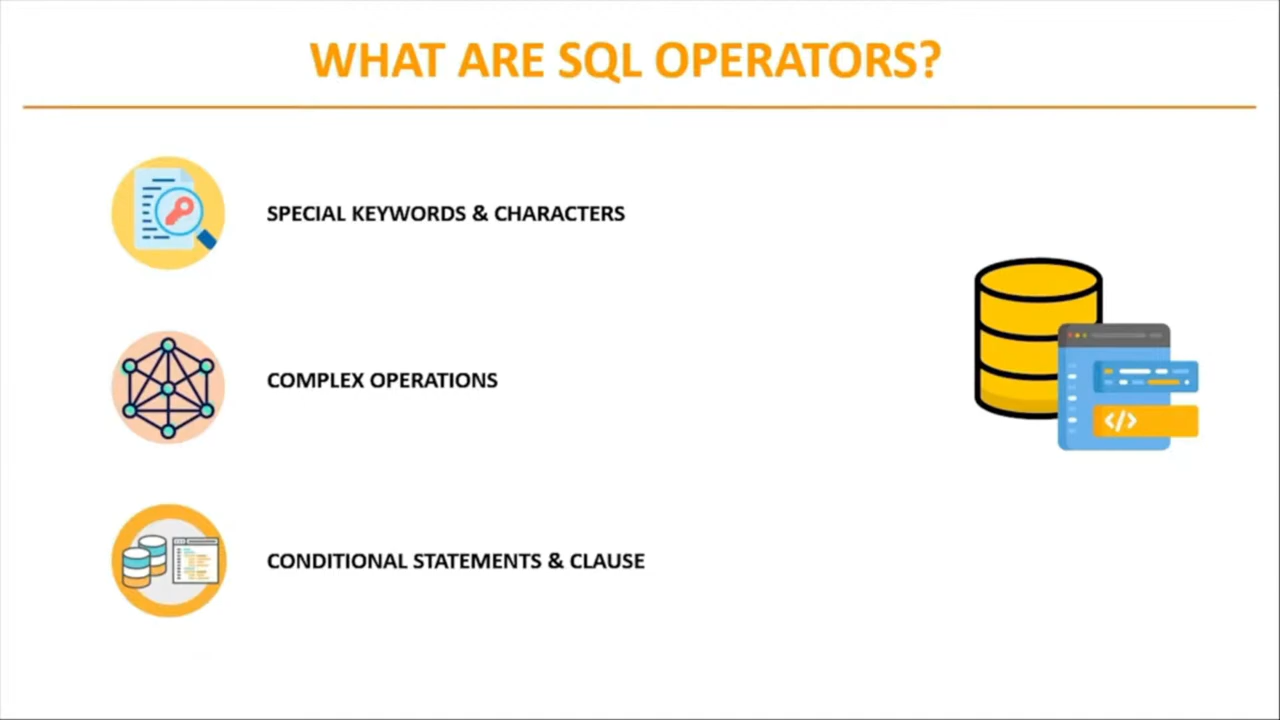 WHAT ARE SQL OPERATORS?
SPECIAL KEYWORDS & CHARACTERS
COMPLEX OPERATIONS
</>
CONDITIONAL STATEMENTS & CLAUSE